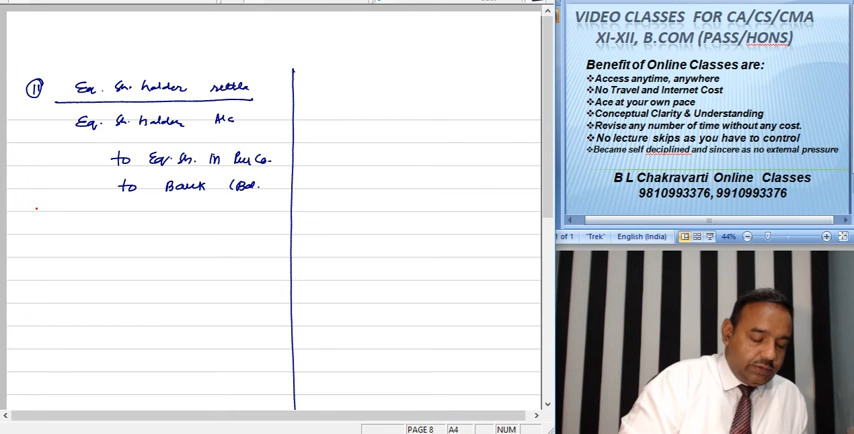 11 Eq. Sh. holder settle
Eq. Sh. holder A/c
to Eq. Sh. in Pur Co.
to Bank (Bal.
PAGE 8 A4 NUM
VIDEO CLASSES FOR CA/CS/CMA
XI-XII, B.COM (PASS/HONS)
Benefit of Online Classes are:
❖Access anytime, anywhere
❖No Travel and Internet Cost
❖Ace at your own pace
❖Conceptual Clarity & Understanding
❖Revise any number of time without any cost.
❖No lecture skips as you have to control
❖Became self deciplined and sincere as no external pressure
B L Chakravarti Online Classes
9810993376, 9910993376
1 of 1 "Trek" English (India) 44%